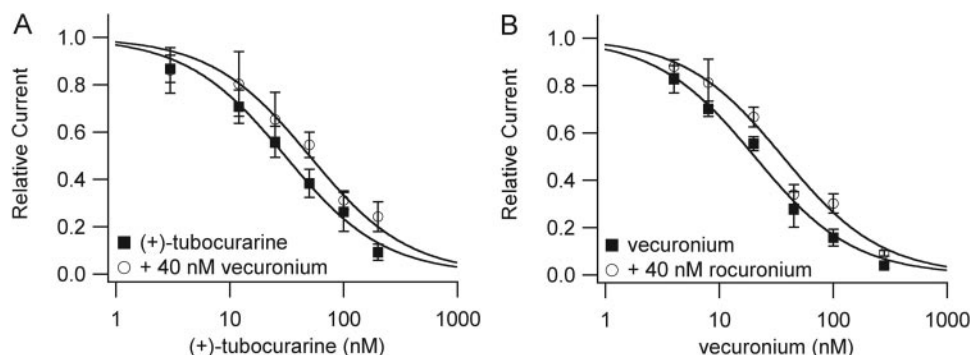 A
1.0
0.8
0.6
0.4
0.2
0.0
Relative Current
■ (+)-tubocurarine
○ + 40 nM vecuronium
1 10 100 1000
(+)-tubocurarine (nM)
B
1.0
0.8
0.6
0.4
0.2
0.0
Relative Current
■ vecuronium
○ + 40 nM rocuronium
1 10 100 1000
vecuronium (nM)